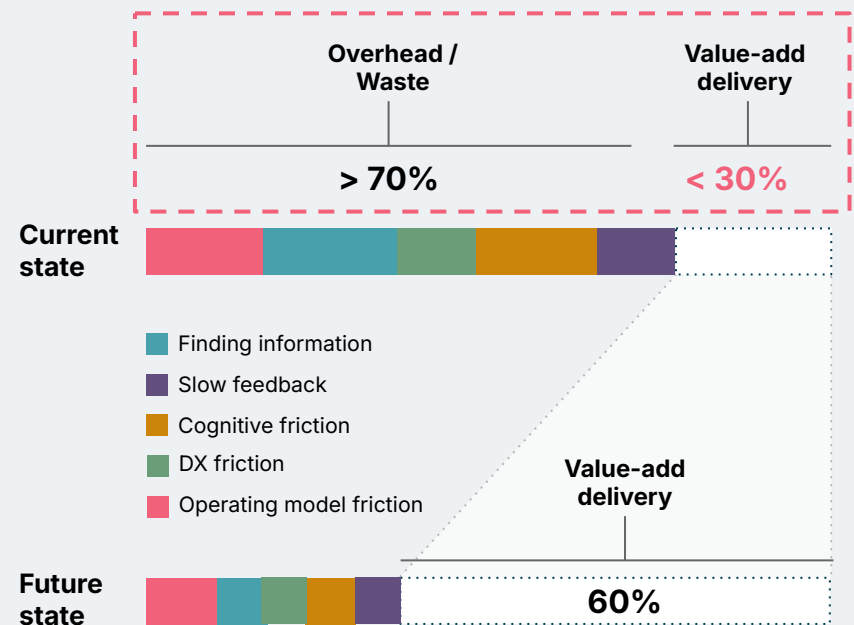 Overhead /
Waste
Value-add
delivery
> 70%
< 30%
Current
state
Finding information
Slow feedback
Cognitive friction
DX friction
Operating model friction
Value-add
delivery
Future
state
60%